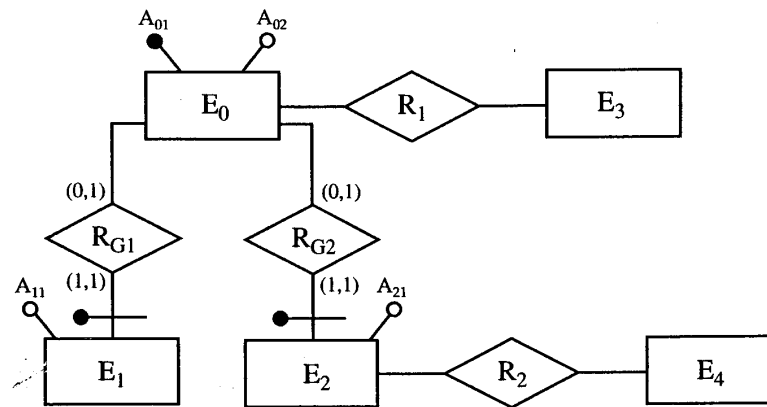 A01 A02
E0 R1 E3
(0,1) (0,1)
RG1 RG2
(1,1) (1,1)
A11 A21
E1 E2 R2 E4